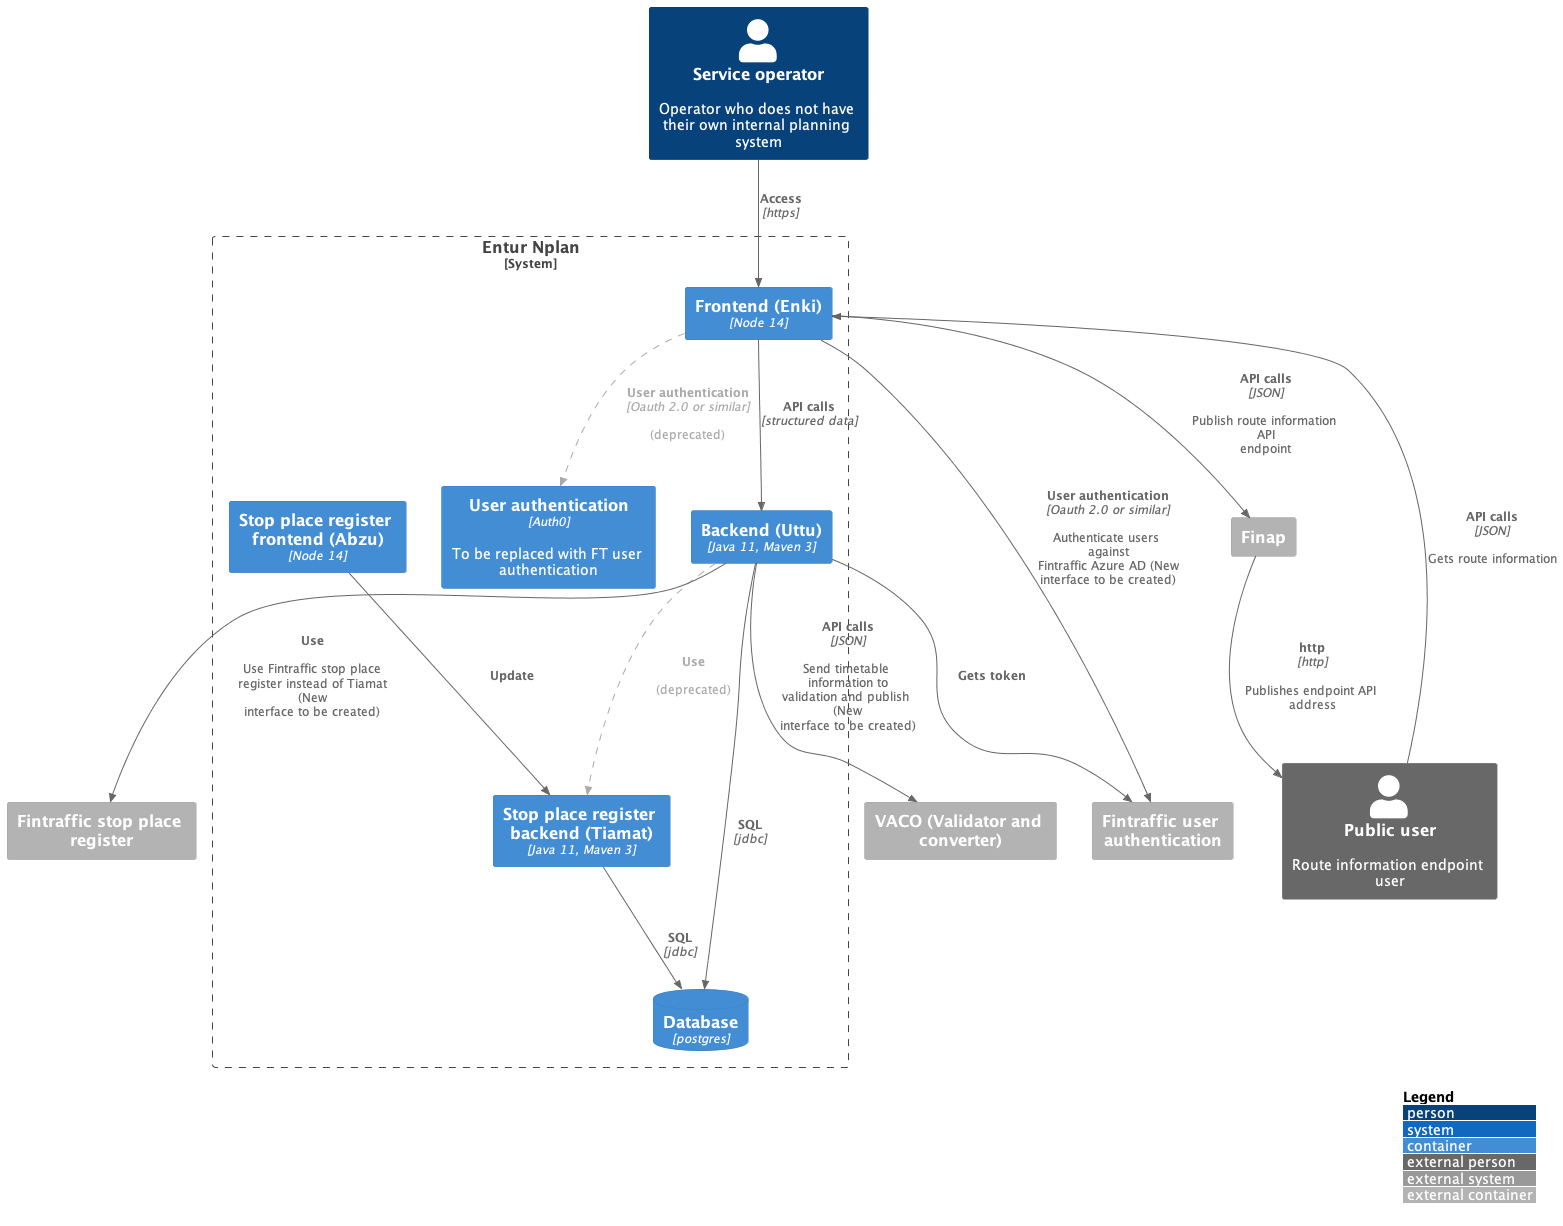 Service operator
Operator who does not have
their own internal planning
system
Access
[https]
Entur Nplan
[System]
Frontend (Enki)
[Node 14]
User authentication
[Oauth 2.0 or similar]
(deprecated)
API calls
[structured data]
API calls
[JSON]
Publish route information
API
endpoint
User authentication
[Oauth 2.0 or similar]
Authenticate users
against
Fintraffic Azure AD (New
interface to be created)
API calls
[JSON]
Gets route information
Stop place register
frontend (Abzu)
[Node 14]
User authentication
[Auth0]
To be replaced with FT user
authentication
Backend (Uttu)
[Java 11, Maven 3]
Finap
Use
Use Fintraffic stop place
register instead of Tiamat
(New
interface to be created)
Update
Use
(deprecated)
API calls
[JSON]
Send timetable
information to
validation and publish
(New
interface to be created)
Gets token
http
[http]
Publishes endpoint API
address
Fintraffic stop place
register
Stop place register
backend (Tiamat)
[Java 11, Maven 3]
SQL
[jdbc]
VACO (Validator and
converter)
Fintraffic user
authentication
Public user
Route information endpoint
user
SQL
[jdbc]
Database
[postgres]
Legend
person
system
container
external person
external system
external container